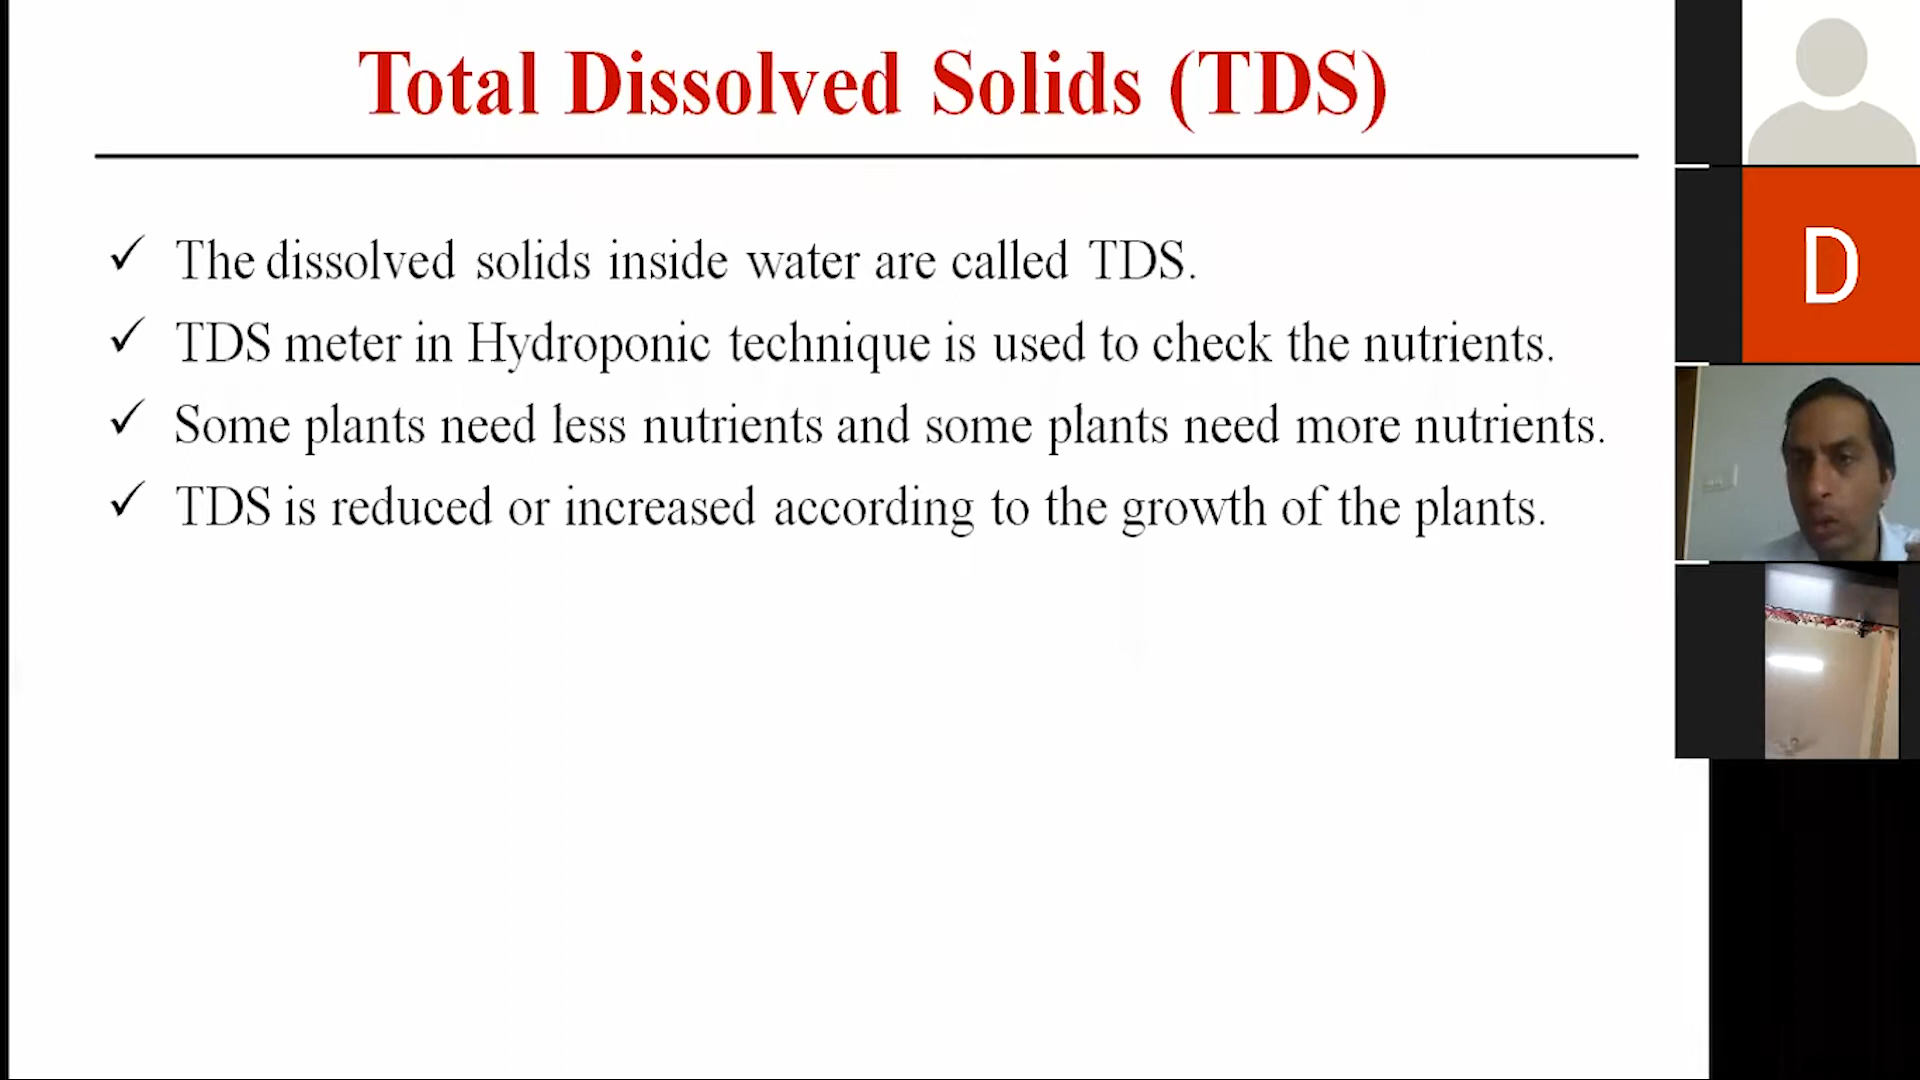 Total Dissolved Solids (TDS)
✓ The dissolved solids inside water are called TDS.
✓ TDS meter in Hydroponic technique is used to check the nutrients.
✓ Some plants need less nutrients and some plants need more nutrients.
✓ TDS is reduced or increased according to the growth of the plants.
D